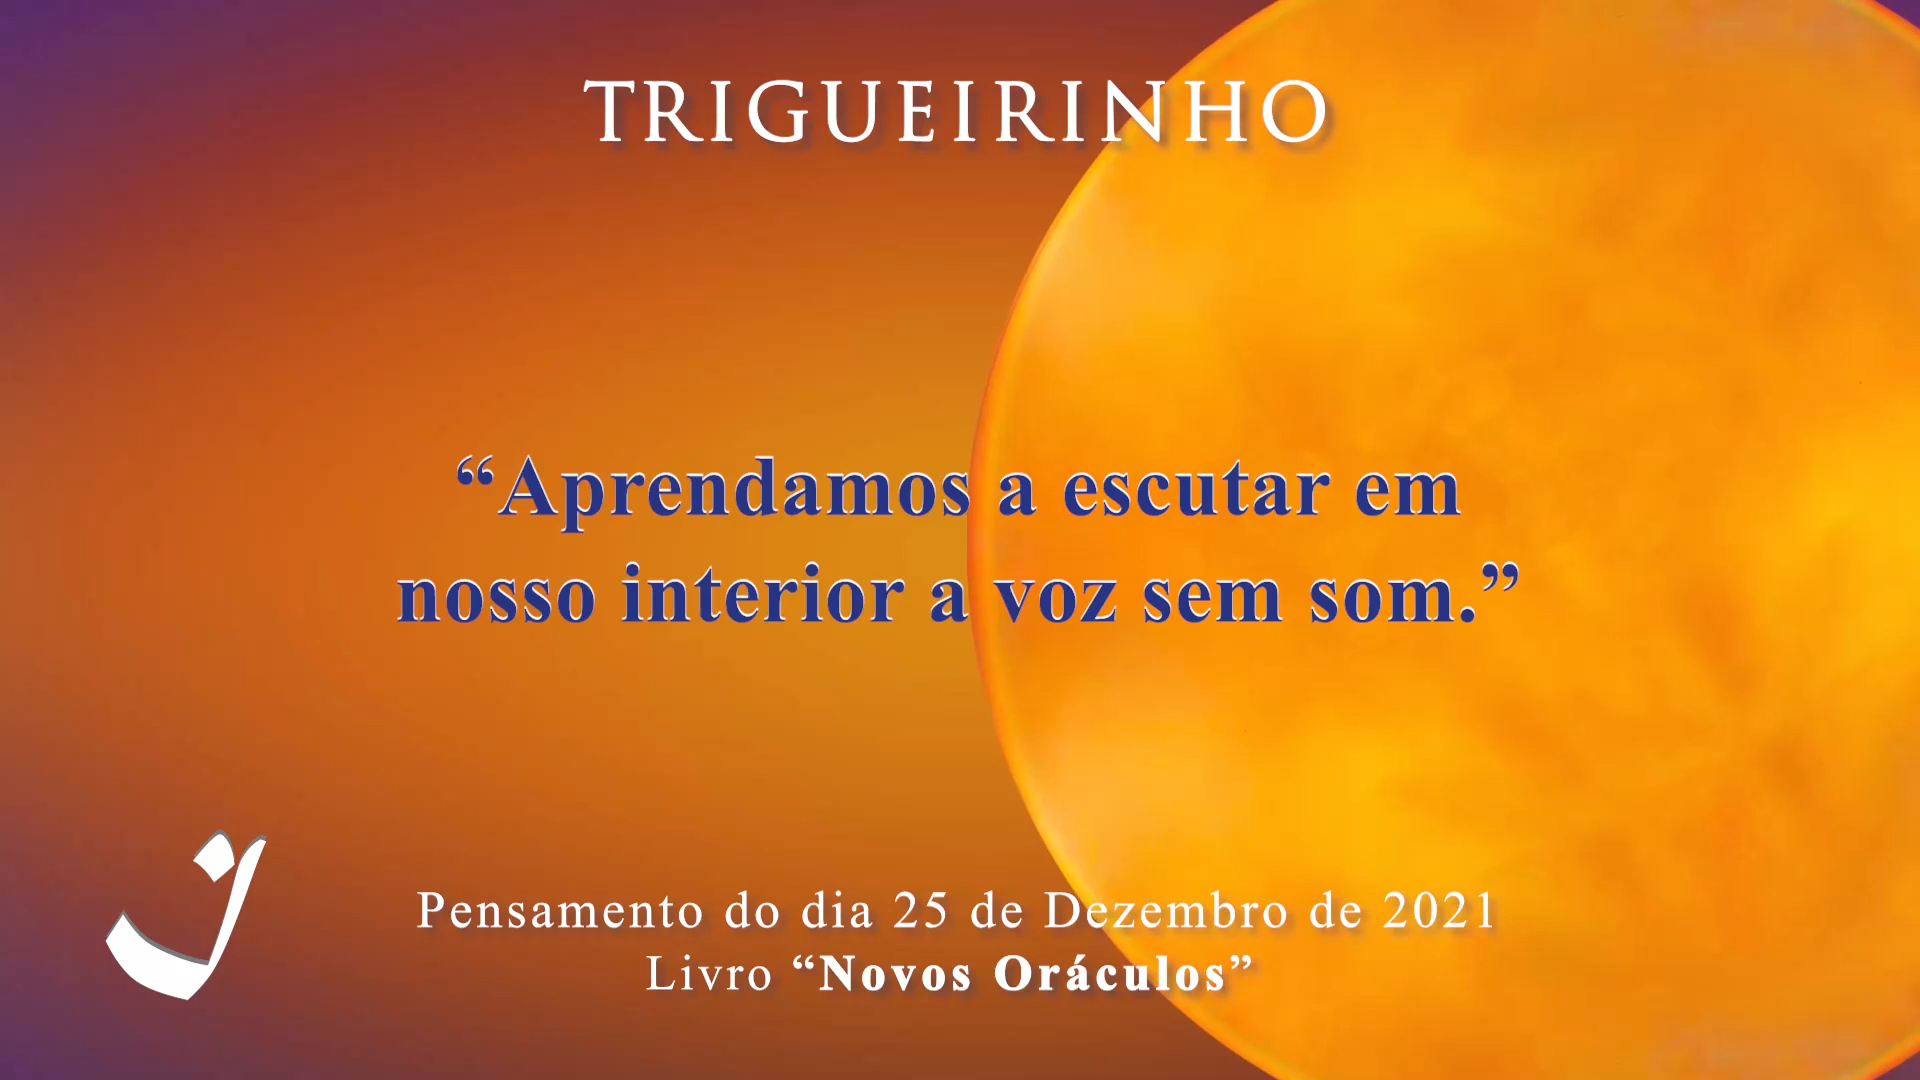 TRIGUEIRINHO
“Aprendamos a escutar em
nosso interior a voz sem som.”
Pensamento do dia 25 de Dezembro de 2021
Livro “Novos Oráculos”